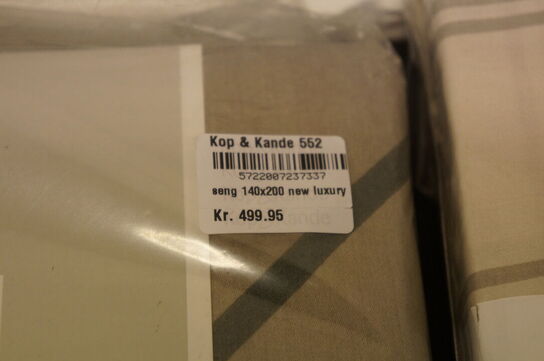 Kop & Kande 552
5722007237337
seng 140x200 new luxury
Kr. 499.95